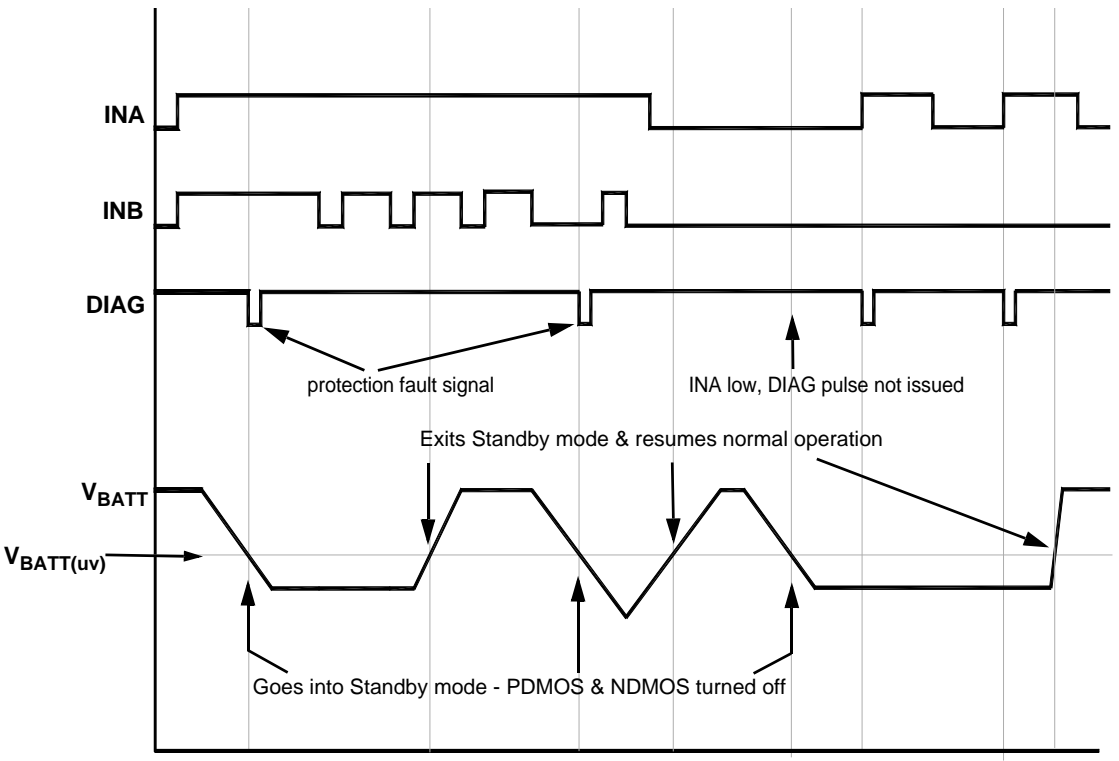 INA
INB
DIAG
protection fault signal
INA low, DIAG pulse not issued
Exits Standby mode & resumes normal operation
VBATT
VBATT(uv)
Goes into Standby mode - PDMOS & NDMOS turned off